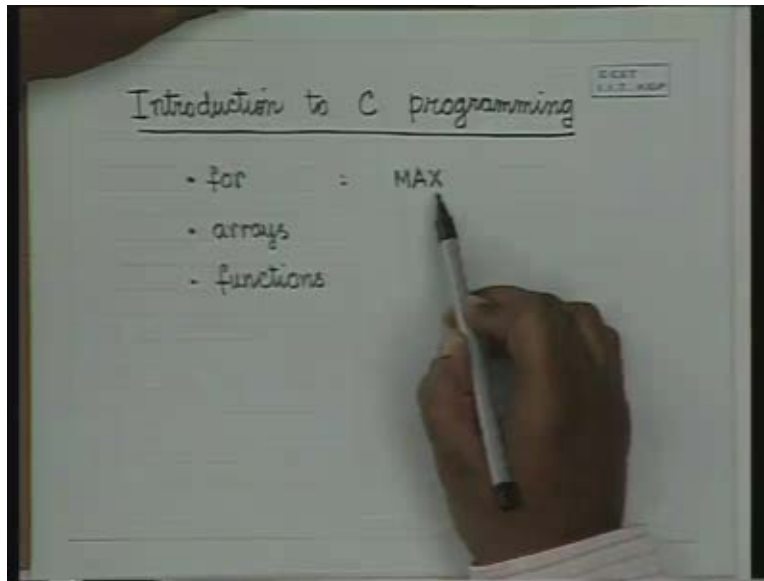 Introduction to C programming
- for : MAX
- arrays
- functions